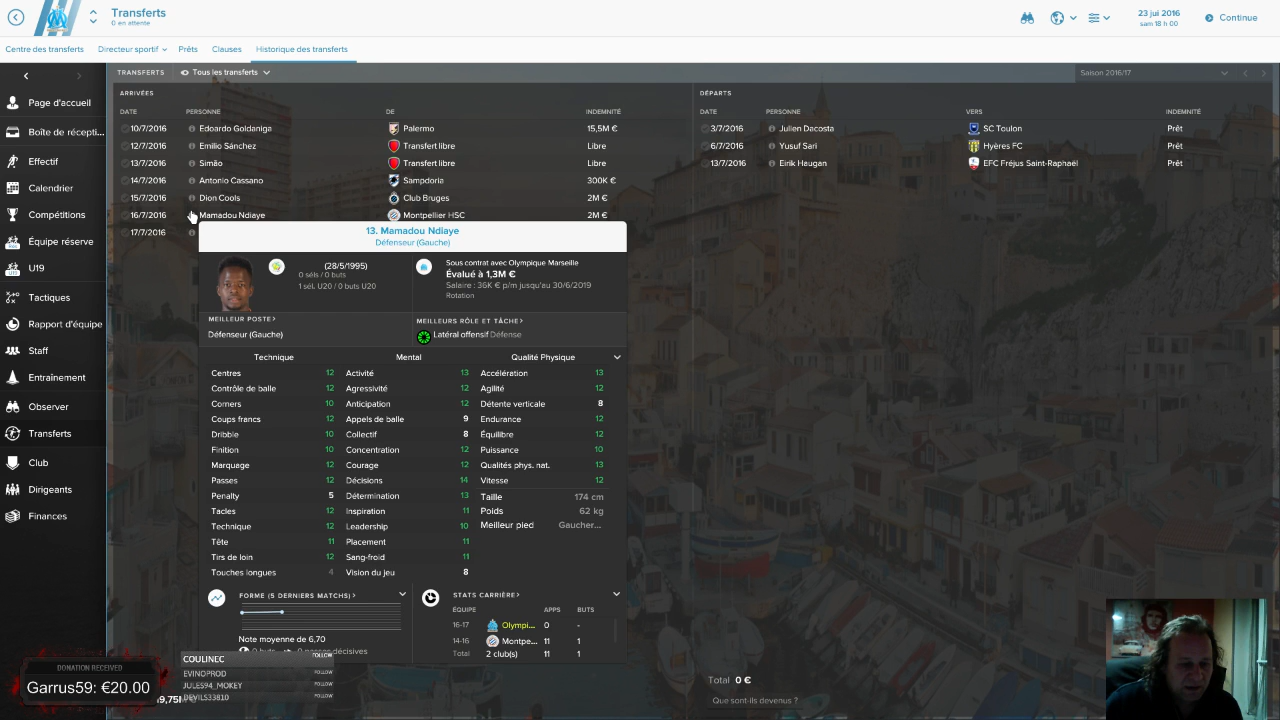 Transferts
0 en attente
23 jui 2016
sam 18 h 00
Continue
Centre des transferts Directeur sportif Prêts Clauses Historique des transferts
TRANSFERTS Tous les transferts Saison 2016/17
ARRIVÉES
DÉPARTS
DATE PERSONNE DE INDEMNITÉ
DATE PERSONNE VERS INDEMNITÉ
10/7/2016 Edoardo Goldaniga Palermo 15,5M €
12/7/2016 Emilio Sánchez Transfert libre Libre
13/7/2016 Simão Transfert libre Libre
14/7/2016 Antonio Cassano Sampdoria 300K €
15/7/2016 Dion Cools Club Bruges 2M €
16/7/2016 Mamadou Ndiaye Montpellier HSC 2M €
17/7/2016
3/7/2016 Julien Dacosta SC Toulon Prêt
6/7/2016 Yusuf Sari Hyères FC Prêt
13/7/2016 Eirik Haugan EFC Fréjus Saint-Raphaël Prêt
Page d'accueil
Boîte de récepti...
Effectif
Calendrier
Compétitions
Équipe réserve
U19
Tactiques
Rapport d'équipe
Staff
Entraînement
Observer
Transferts
Club
Dirigeants
Finances
13. Mamadou Ndiaye
Défenseur (Gauche)
(28/5/1995)
0 séls / 0 buts
1 sél. U20 / 0 buts U20
Sous contrat avec Olympique Marseille
Évalué à 1,3M €
Salaire : 36K € p/m jusqu'au 30/6/2019
Rotation
MEILLEUR POSTE>
Défenseur (Gauche)
MEILLEURS RÔLE ET TÂCHE>
Latéral offensif Défense
Technique Mental Qualité Physique
Centres 12 Activité 13 Accélération 13
Contrôle de balle 12 Agressivité 12 Agilité 12
Corners 10 Anticipation 12 Détente verticale 8
Coups francs 12 Appels de balle 9 Endurance 12
Dribble 10 Collectif 8 Équilibre 12
Finition 10 Concentration 12 Puissance 10
Marquage 12 Courage 12 Qualités phys. nat. 13
Passes 12 Décisions 14 Vitesse 12
Penalty 5 Détermination 13 Taille 174 cm
Tacles 12 Inspiration 11 Poids 62 kg
Technique 12 Leadership 10 Meilleur pied Gaucher...
Tête 11 Placement 11
Tirs de loin 12 Sang-froid 11
Touches longues 4 Vision du jeu 8
FORME (5 DERNIERS MATCHS)>
Note moyenne de 6,70
0 buts 0 passes décisives
STATS CARRIÈRE>
ÉQUIPE APPS BUTS
16-17 Olympi... 0 -
14-16 Montpe... 11 1
Total 2 club(s) 11 1
DONATION RECEIVED
Garrus59: €20.00
COULINEC FOLLOW
EVINOPROD FOLLOW
JULES94_MOKEY FOLLOW
DEVILS33810 FOLLOW
Total 0 €
Que sont-ils devenus ?